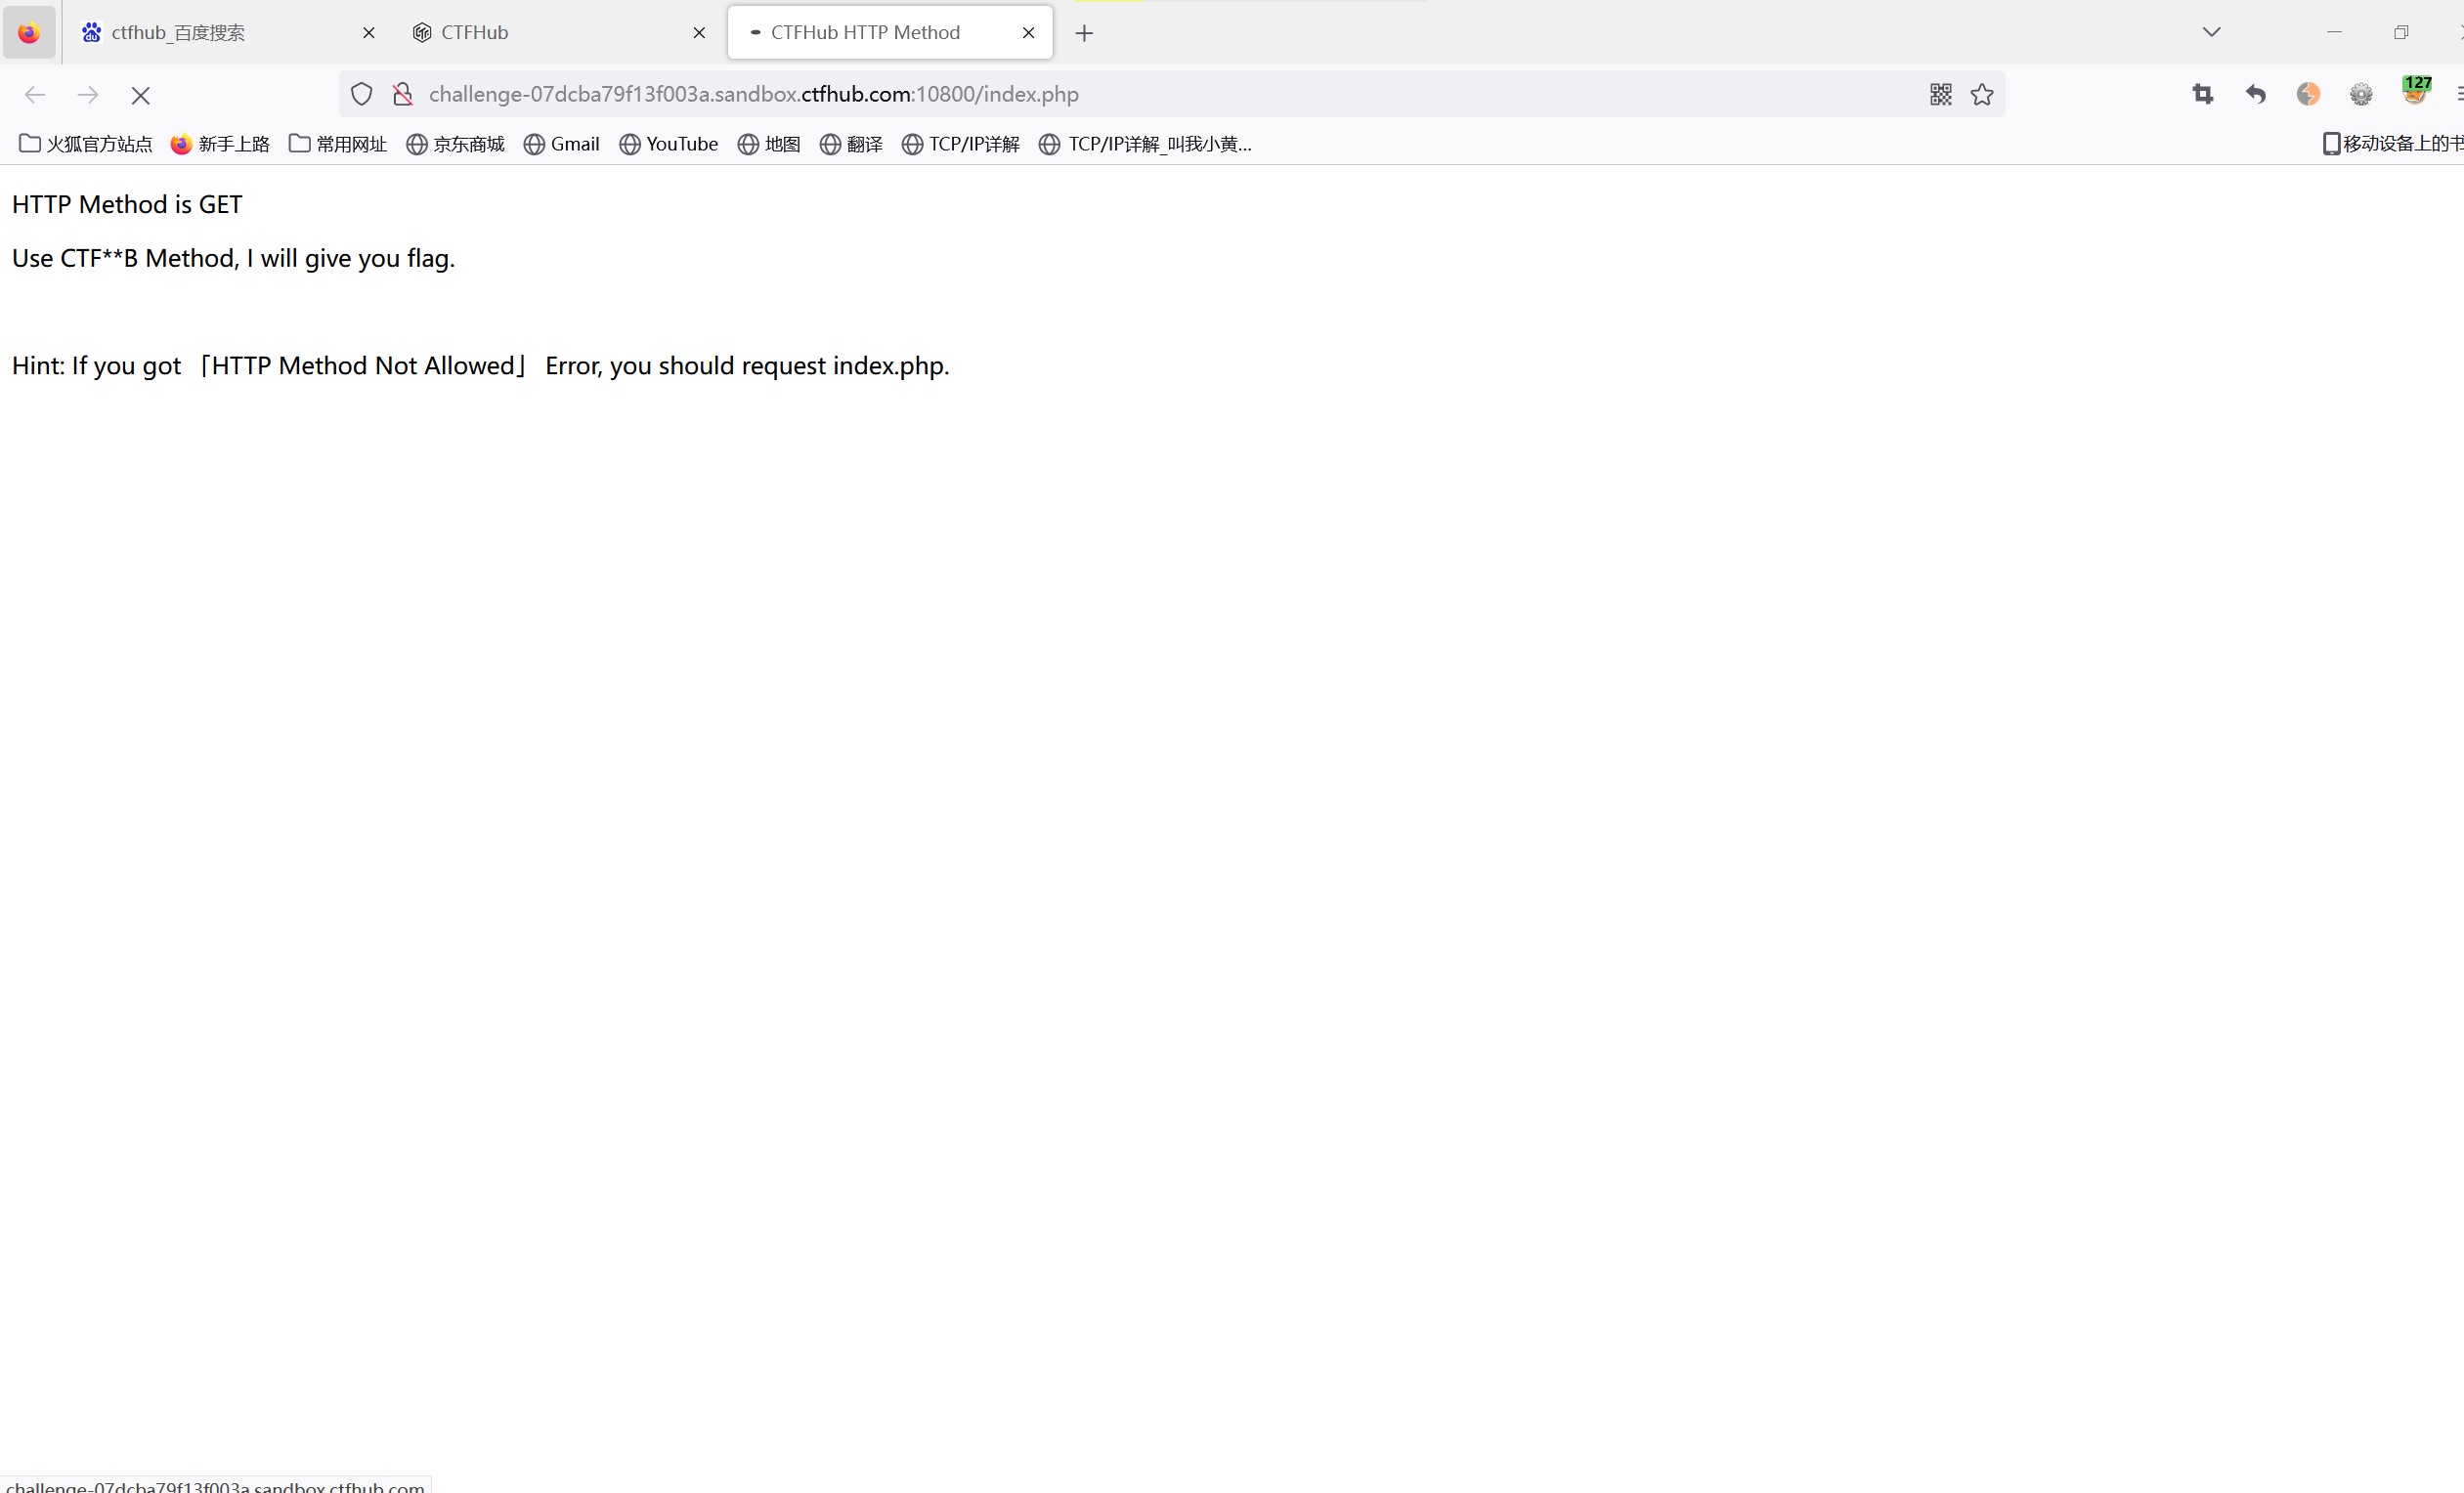 ctfhub_百度搜索
CTFHub
CTFHub HTTP Method
challenge-07dcba79f13f003a.sandbox.ctfhub.com:10800/index.php
127
火狐官方站点
新手上路
常用网址
京东商城
Gmail
YouTube
地图
翻译
TCP/IP详解
TCP/IP详解_叫我小黄...
移动设备上的书
HTTP Method is GET
Use CTF**B Method, I will give you flag.
Hint: If you got 「HTTP Method Not Allowed」 Error, you should request index.php.
challenge-07dcba79f13f003a.sandbox.ctfhub.com